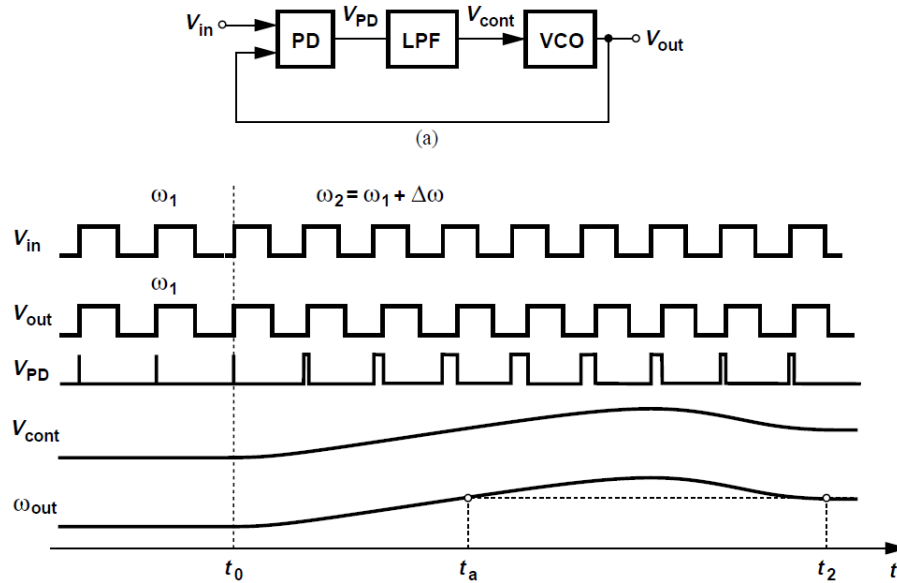 V_in PD V_PD LPF V_cont VCO V_out
(a)
ω_1 ω_2 = ω_1 + Δω
V_in
ω_1
V_out
V_PD
V_cont
ω_out
t_0 t_a t_2 t